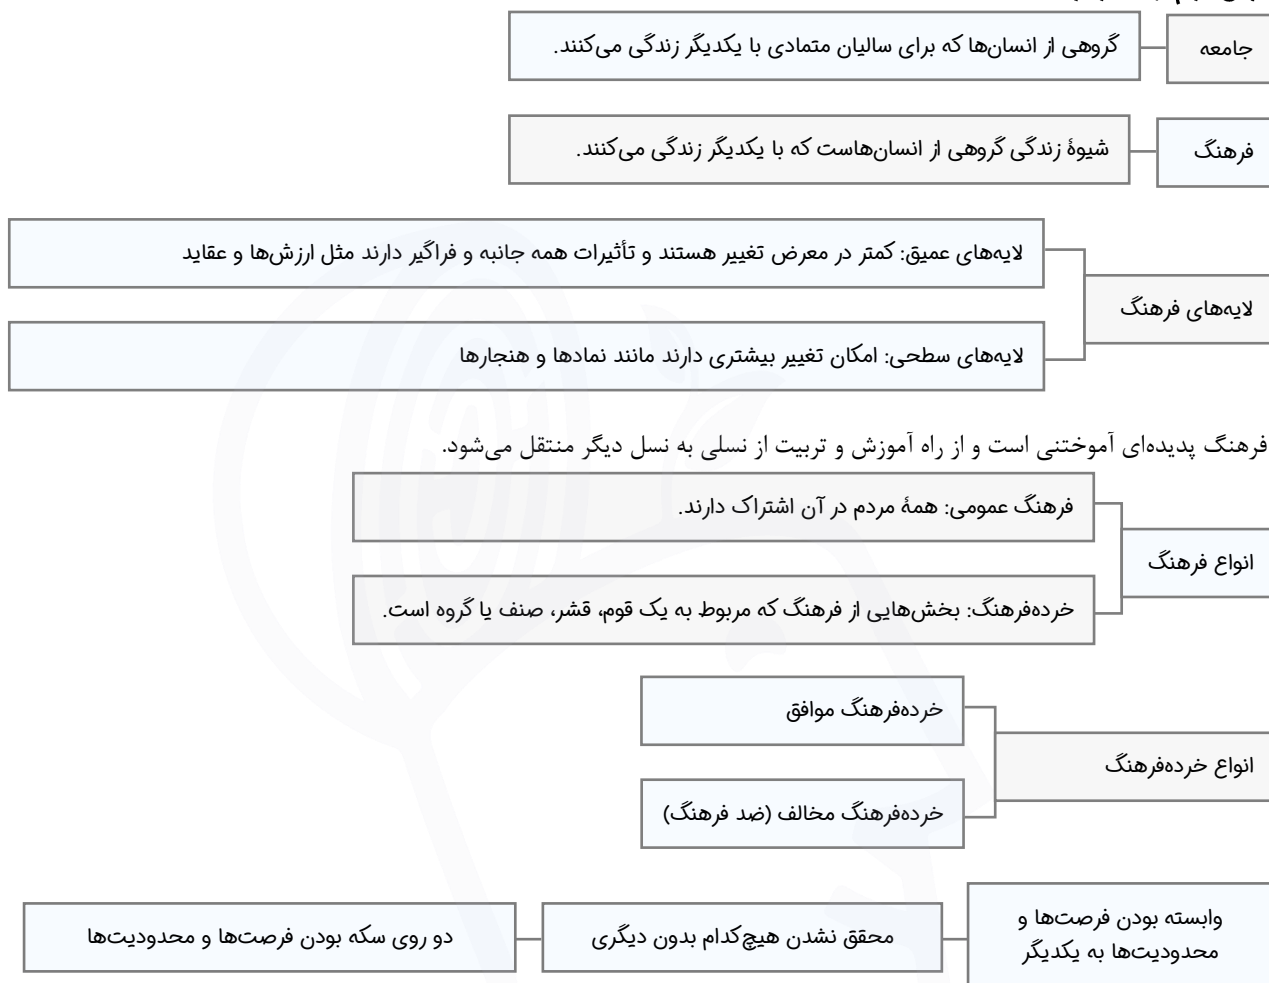 جامعه
گروهی از انسان‌ها که برای سالیان متمادی با یکدیگر زندگی می‌کنند.
فرهنگ
شیوهٔ زندگی گروهی از انسان‌هاست که با یکدیگر زندگی می‌کنند.
لایه‌های فرهنگ
لایه‌های عمیق: کمتر در معرض تغییر هستند و تأثیرات همه جانبه و فراگیر دارند مثل ارزش‌ها و عقاید
لایه‌های سطحی: امکان تغییر بیشتری دارند مانند نمادها و هنجارها
فرهنگ پدیده‌ای آموختنی است و از راه آموزش و تربیت از نسلی به نسل دیگر منتقل می‌شود.
انواع فرهنگ
فرهنگ عمومی: همهٔ مردم در آن اشتراک دارند.
خرده‌فرهنگ: بخش‌هایی از فرهنگ که مربوط به یک قوم، قشر، صنف یا گروه است.
انواع خرده‌فرهنگ
خرده‌فرهنگ موافق
خرده‌فرهنگ مخالف (ضد فرهنگ)
وابسته بودن فرصت‌ها و
محدودیت‌ها به یکدیگر
محقق نشدن هیچ‌کدام بدون دیگری
دو روی سکه بودن فرصت‌ها و محدودیت‌ها